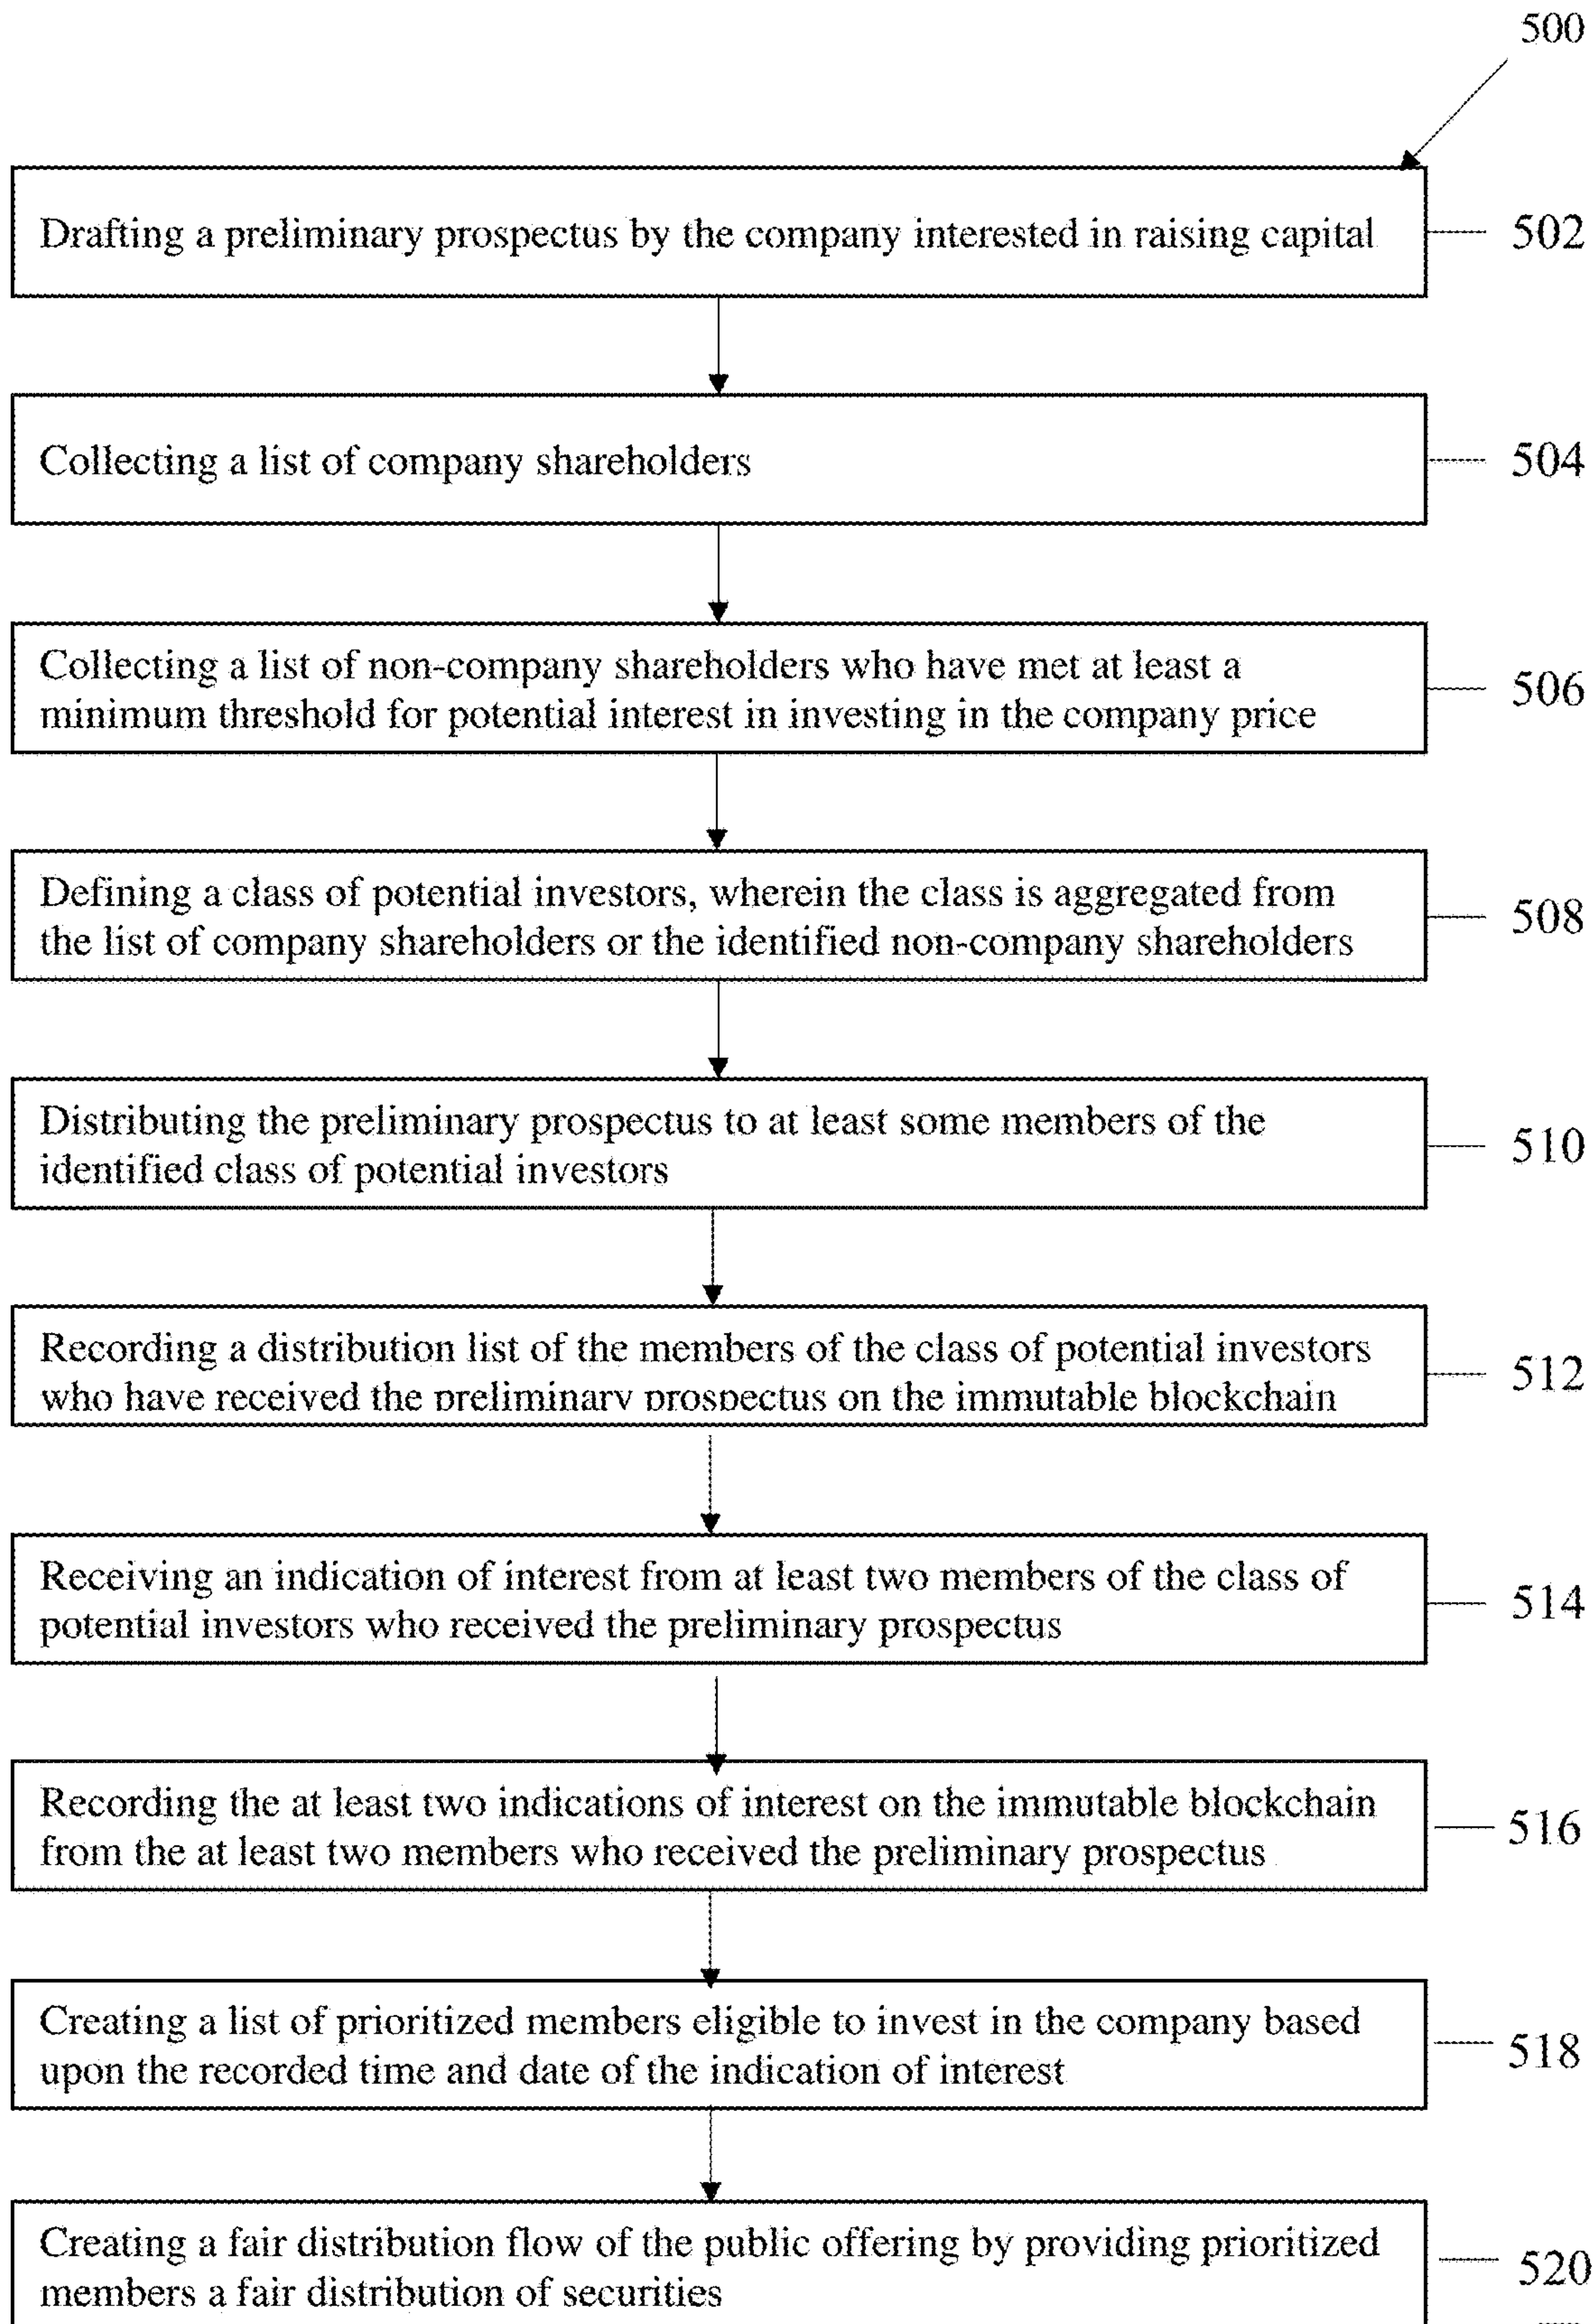 500
Drafting a preliminary prospectus by the company interested in raising capital
502
Collecting a list of company shareholders
504
Collecting a list of non-company shareholders who have met at least a
minimum threshold for potential interest in investing in the company price
506
Defining a class of potential investors, wherein the class is aggregated from
the list of company shareholders or the identified non-company shareholders
508
Distributing the preliminary prospectus to at least some members of the
identified class of potential investors
510
Recording a distribution list of the members of the class of potential investors
who have received the preliminary prospectus on the immutable blockchain
512
Receiving an indication of interest from at least two members of the class of
potential investors who received the preliminary prospectus
514
Recording the at least two indications of interest on the immutable blockchain
from the at least two members who received the preliminary prospectus
516
Creating a list of prioritized members eligible to invest in the company based
upon the recorded time and date of the indication of interest
518
Creating a fair distribution flow of the public offering by providing prioritized
members a fair distribution of securities
520